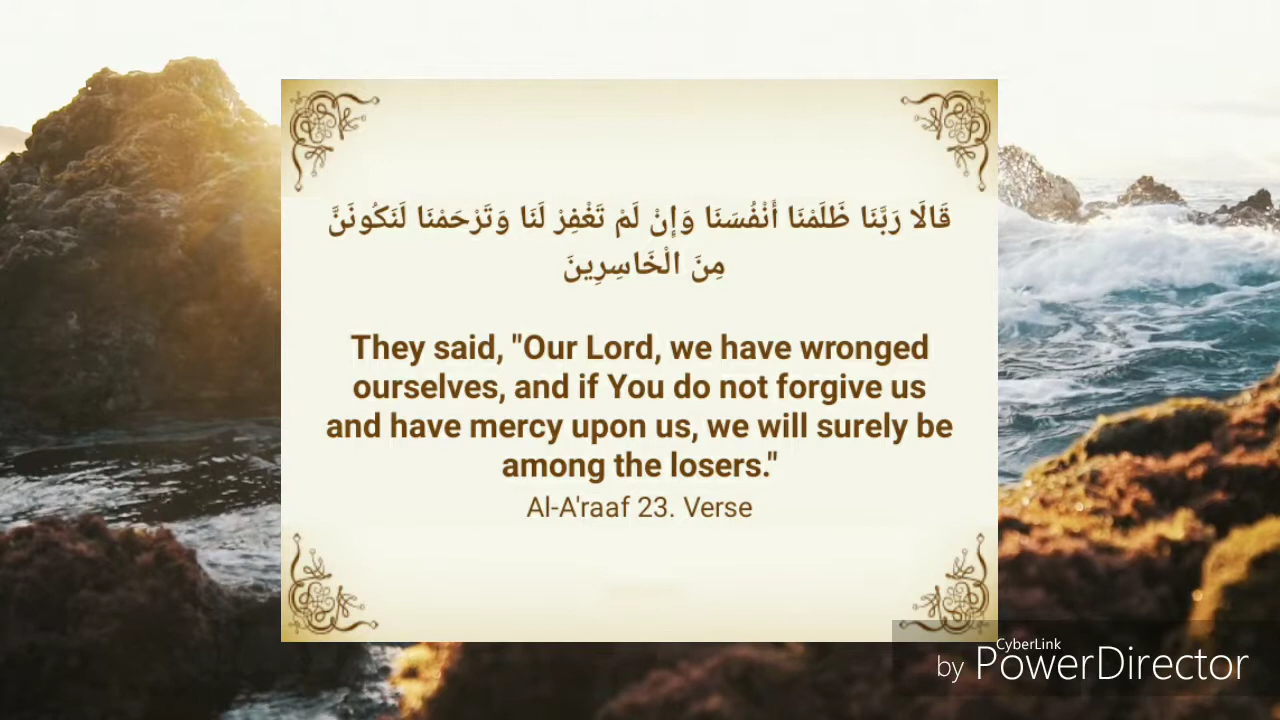 قَالَا رَبَّنَا ظَلَمْنَا أَنْفُسَنَا وَإِنْ لَمْ تَغْفِرْ لَنَا وَتَرْحَمْنَا لَنَكُونَنَّ
مِنَ الْخَاسِرِينَ
They said, "Our Lord, we have wronged
ourselves, and if You do not forgive us
and have mercy upon us, we will surely be
among the losers."
Al-A'raaf 23. Verse
CyberLink
by PowerDirector